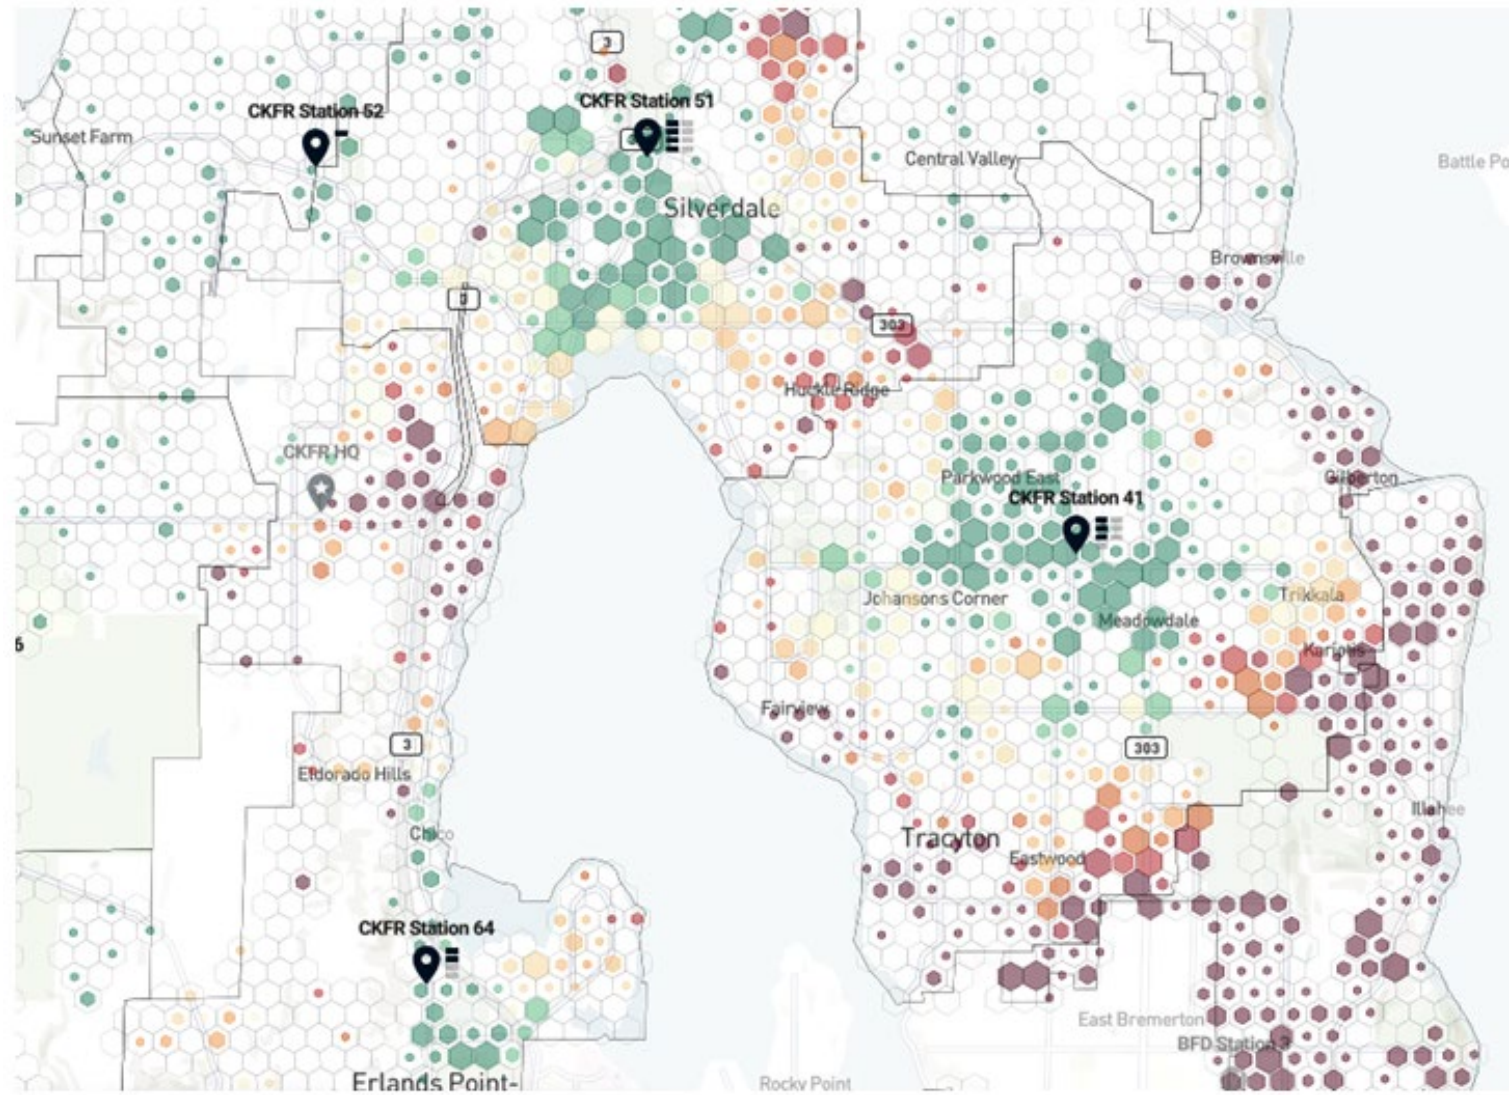 3
CKFR Station 51
CKFR Station 52
Sunset Farm
Central Valley
Battle Po
Silverdale
Brownsville
3
303
Huckle Ridge
CKFR HQ
Parkwood East
Gilberton
CKFR Station 41
Johansons Corner
Trikkala
Meadowdale
6
Kariotis
Fairview
3
303
Eldorado Hills
Illahee
Chico
Tracyton
Eastwood
CKFR Station 64
East Bremerton
BFD Station 3
Erlands Point-
Rocky Point